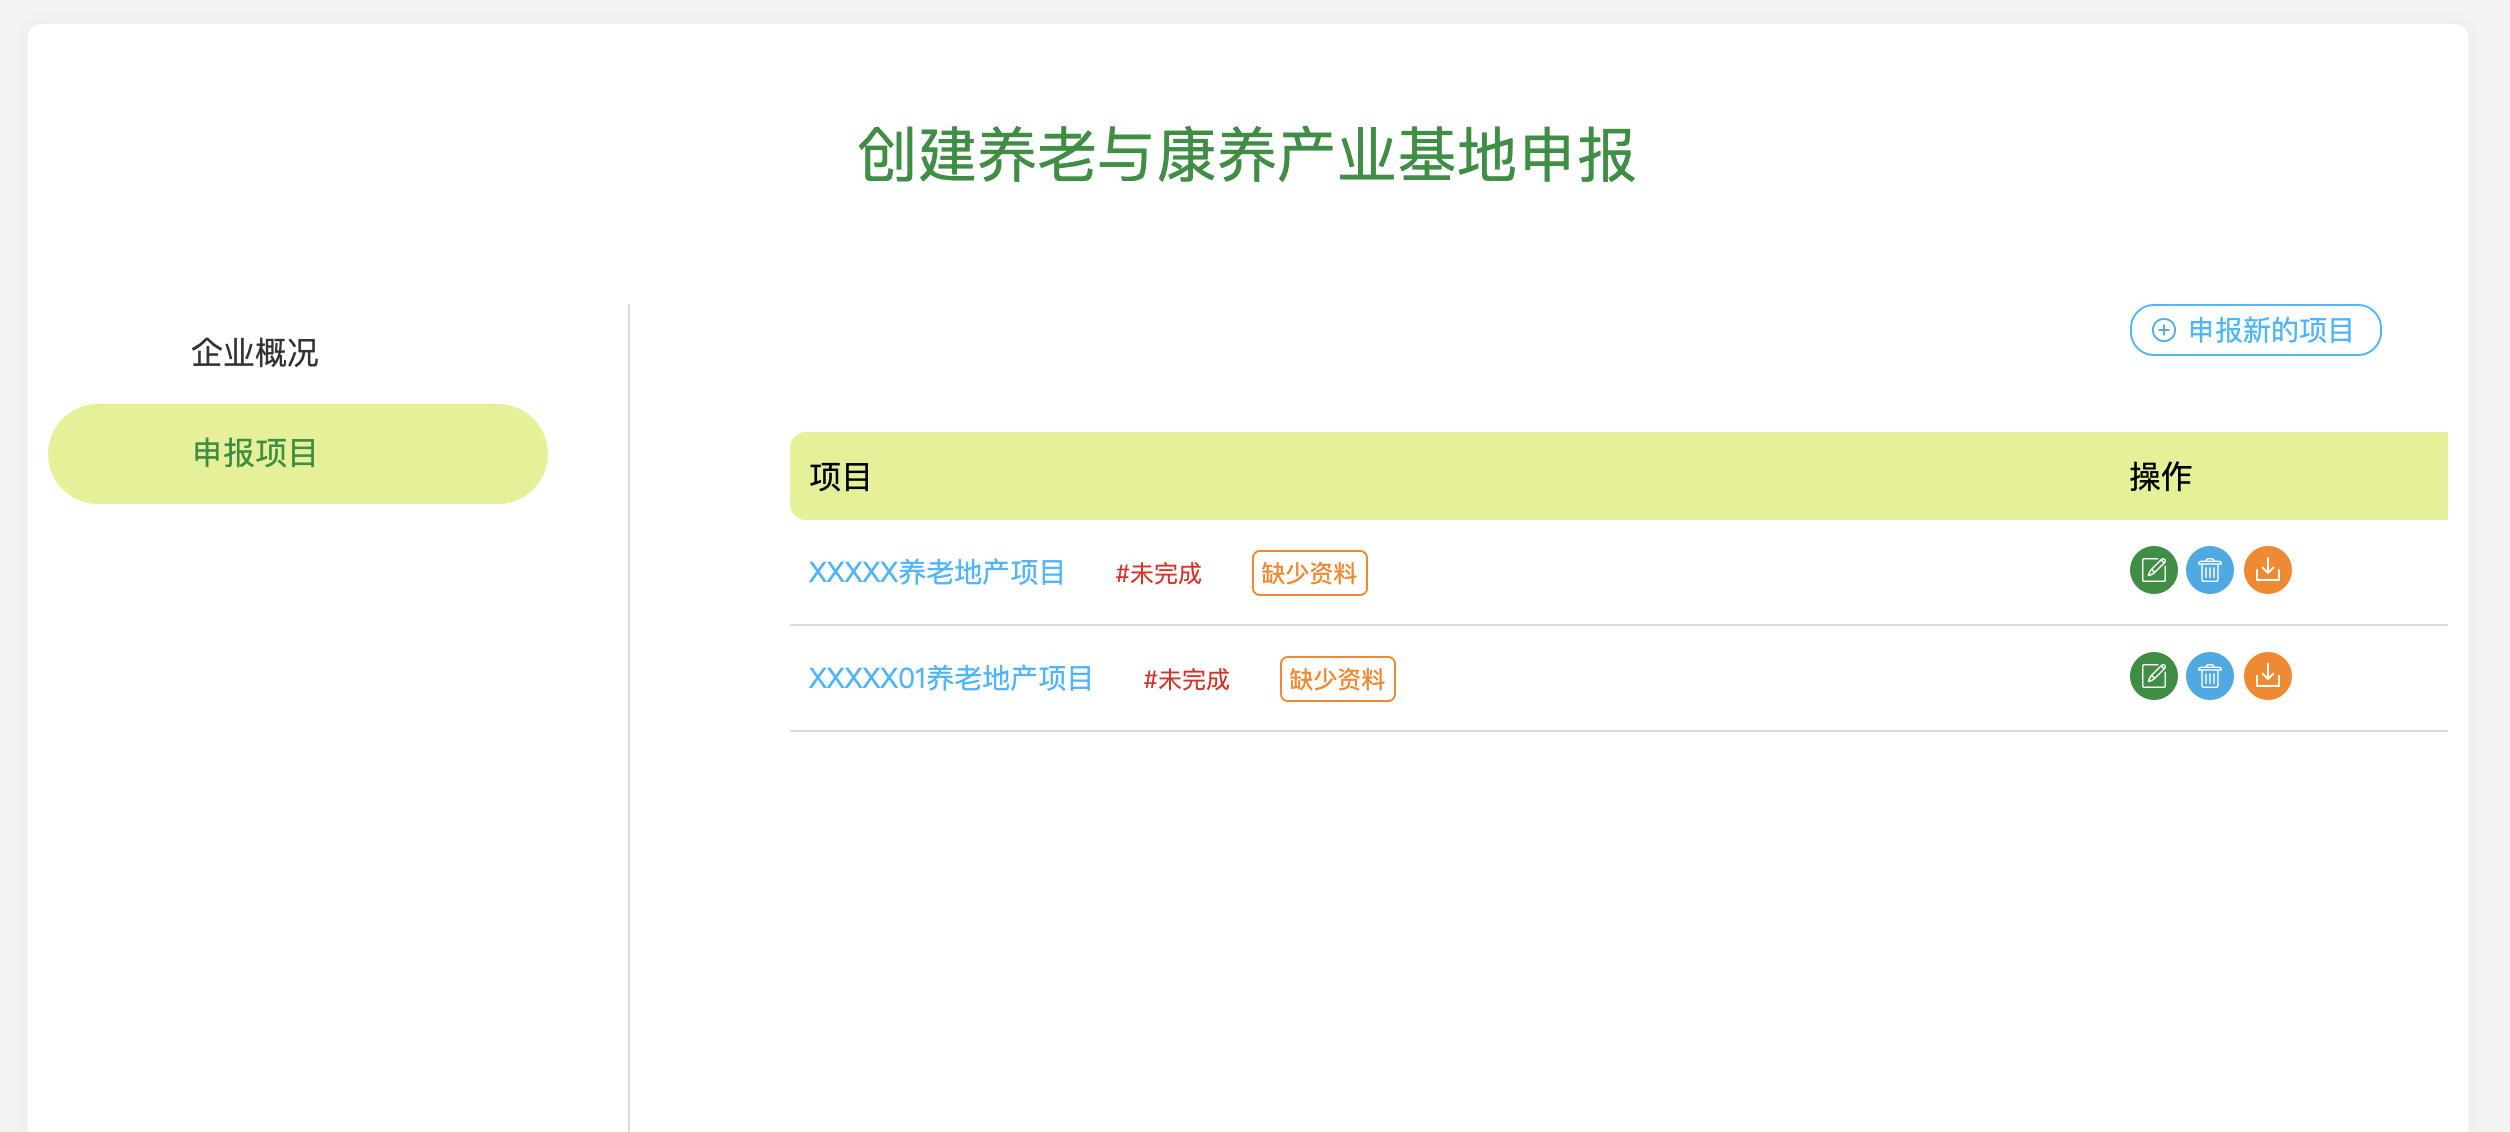 创建养老与康养产业基地申报
企业概况
申报项目
申报新的项目
项目 操作
XXXXX养老地产项目 #未完成 缺少资料
XXXXX01养老地产项目 #未完成 缺少资料